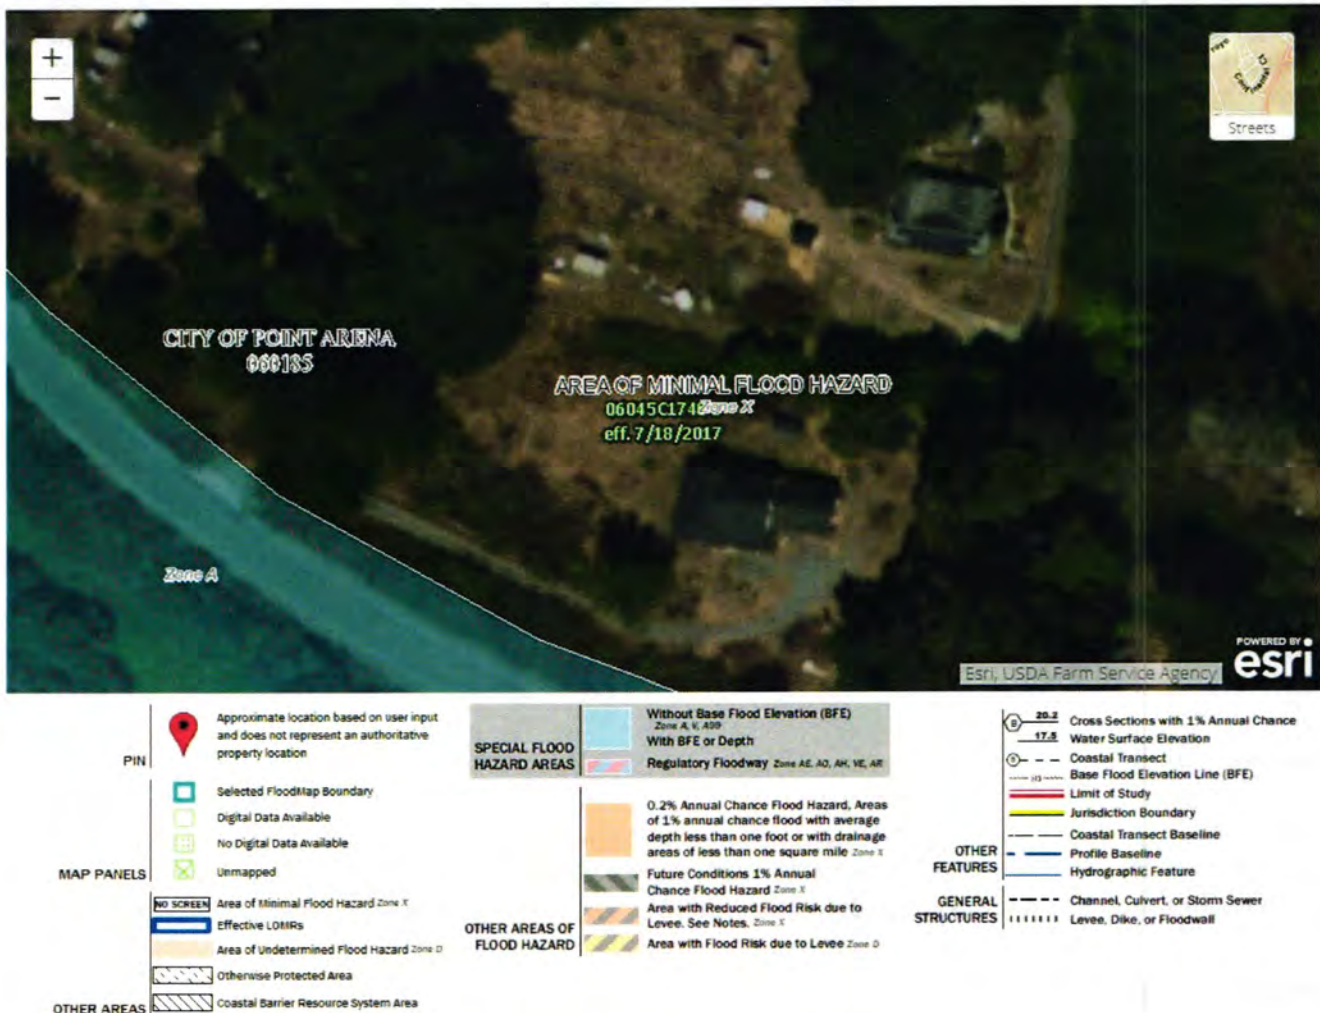 +
−
roye
Continental Ct
Streets
CITY OF POINT ARENA
060185
AREA OF MINIMAL FLOOD HAZARD
Zone X
eff. 7/18/2017
Zone A
POWERED BY
esri
Esri, USDA Farm Service Agency
PIN
Approximate location based on user input
and does not represent an authoritative
property location
MAP PANELS
Selected FloodMap Boundary
Digital Data Available
No Digital Data Available
Unmapped
OTHER AREAS
NO SCREEN Area of Minimal Flood Hazard Zone X
Effective LOMRs
Area of Undetermined Flood Hazard Zone D
Otherwise Protected Area
Coastal Barrier Resource System Area
SPECIAL FLOOD
HAZARD AREAS
Without Base Flood Elevation (BFE)
Zone A, V, A99
With BFE or Depth
Regulatory Floodway Zone AE, AO, AH, VE, AR
OTHER AREAS OF
FLOOD HAZARD
0.2% Annual Chance Flood Hazard, Areas
of 1% annual chance flood with average
depth less than one foot or with drainage
areas of less than one square mile Zone X
Future Conditions 1% Annual
Chance Flood Hazard Zone X
Area with Reduced Flood Risk due to
Levee. See Notes. Zone X
Area with Flood Risk due to Levee Zone D
OTHER
FEATURES
B 20.2 Cross Sections with 1% Annual Chance
17.5 Water Surface Elevation
Coastal Transect
Base Flood Elevation Line (BFE)
Limit of Study
Jurisdiction Boundary
Coastal Transect Baseline
Profile Baseline
Hydrographic Feature
GENERAL
STRUCTURES
Channel, Culvert, or Storm Sewer
Levee, Dike, or Floodwall